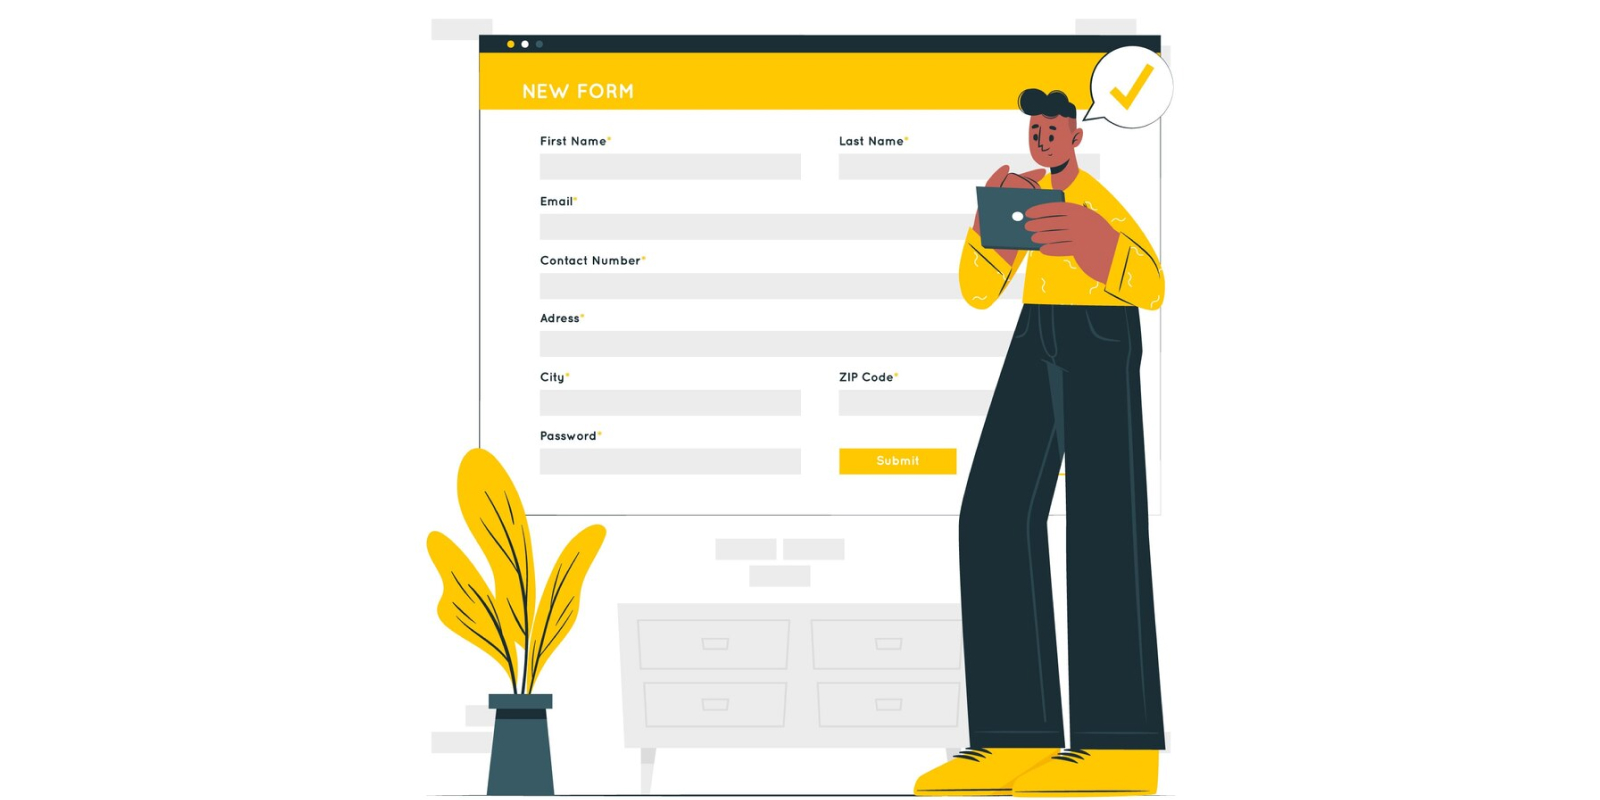 NEW FORM
First Name*
Last Name*
Email*
Contact Number*
Adress*
City*
ZIP Code*
Password*
Submit